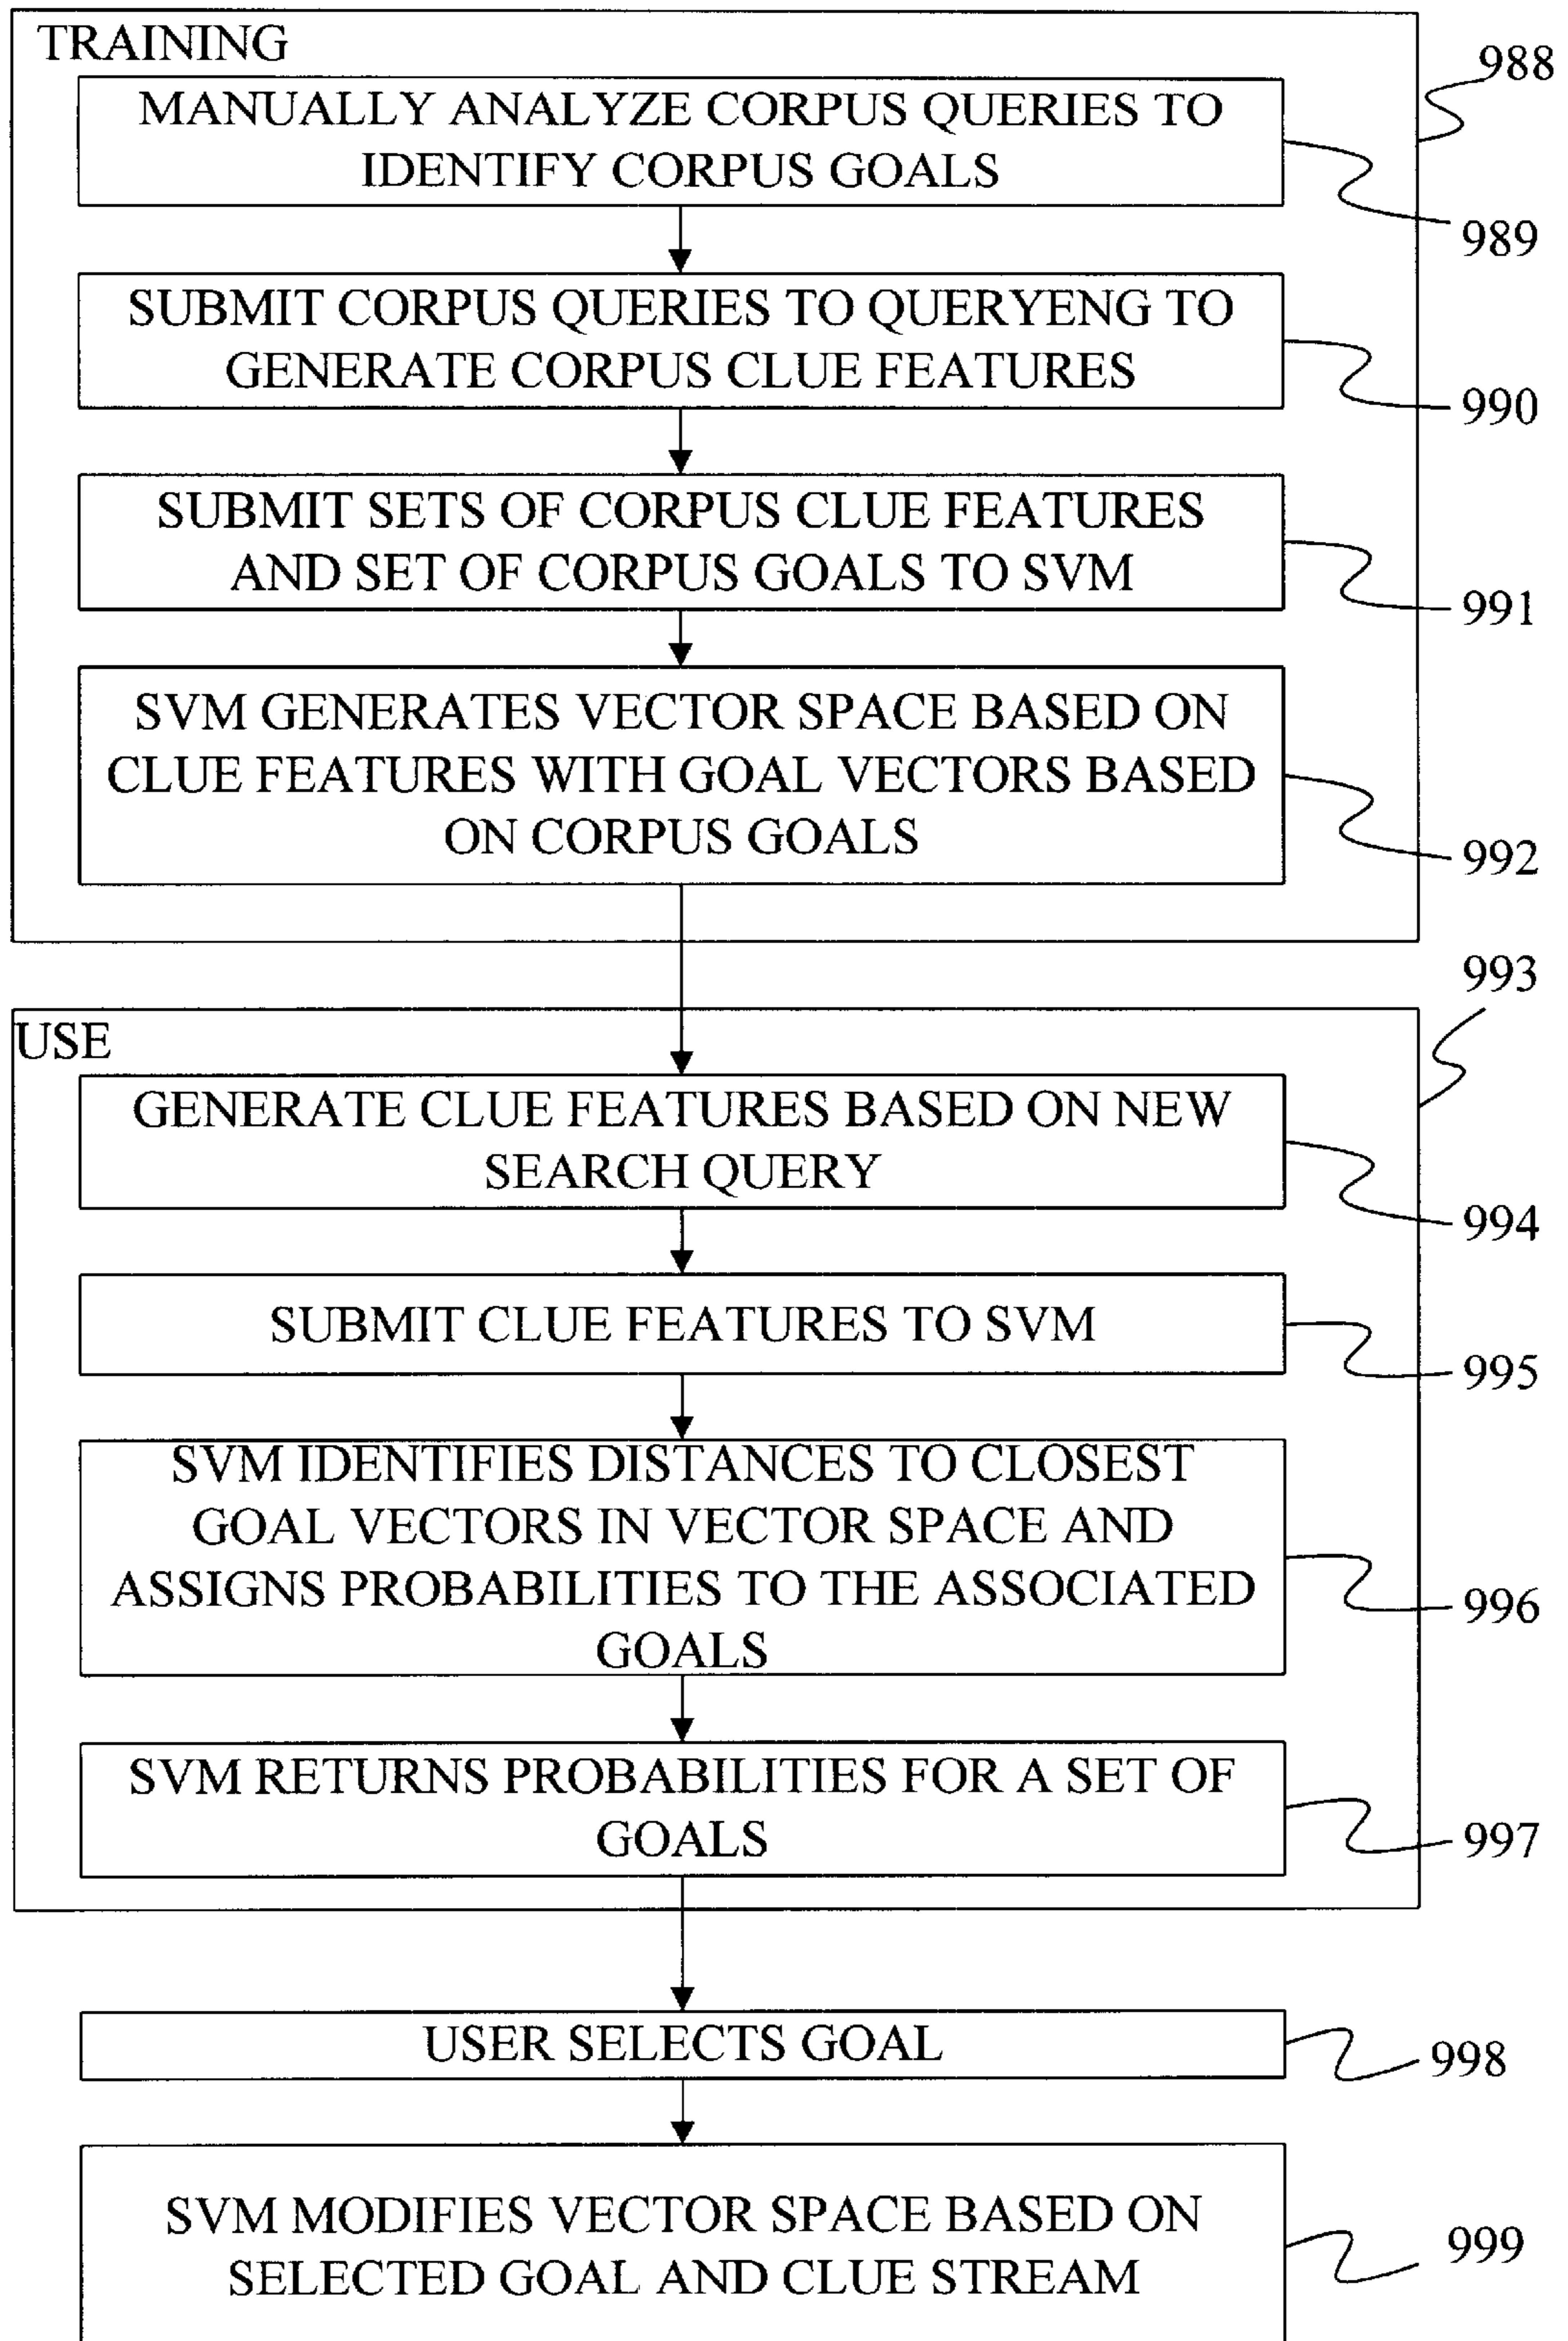 TRAINING
988
MANUALLY ANALYZE CORPUS QUERIES TO
IDENTIFY CORPUS GOALS
989
SUBMIT CORPUS QUERIES TO QUERYENG TO
GENERATE CORPUS CLUE FEATURES
990
SUBMIT SETS OF CORPUS CLUE FEATURES
AND SET OF CORPUS GOALS TO SVM
991
SVM GENERATES VECTOR SPACE BASED ON
CLUE FEATURES WITH GOAL VECTORS BASED
ON CORPUS GOALS
992
993
USE
GENERATE CLUE FEATURES BASED ON NEW
SEARCH QUERY
994
SUBMIT CLUE FEATURES TO SVM
995
SVM IDENTIFIES DISTANCES TO CLOSEST
GOAL VECTORS IN VECTOR SPACE AND
ASSIGNS PROBABILITIES TO THE ASSOCIATED
GOALS
996
SVM RETURNS PROBABILITIES FOR A SET OF
GOALS
997
USER SELECTS GOAL
998
SVM MODIFIES VECTOR SPACE BASED ON
SELECTED GOAL AND CLUE STREAM
999